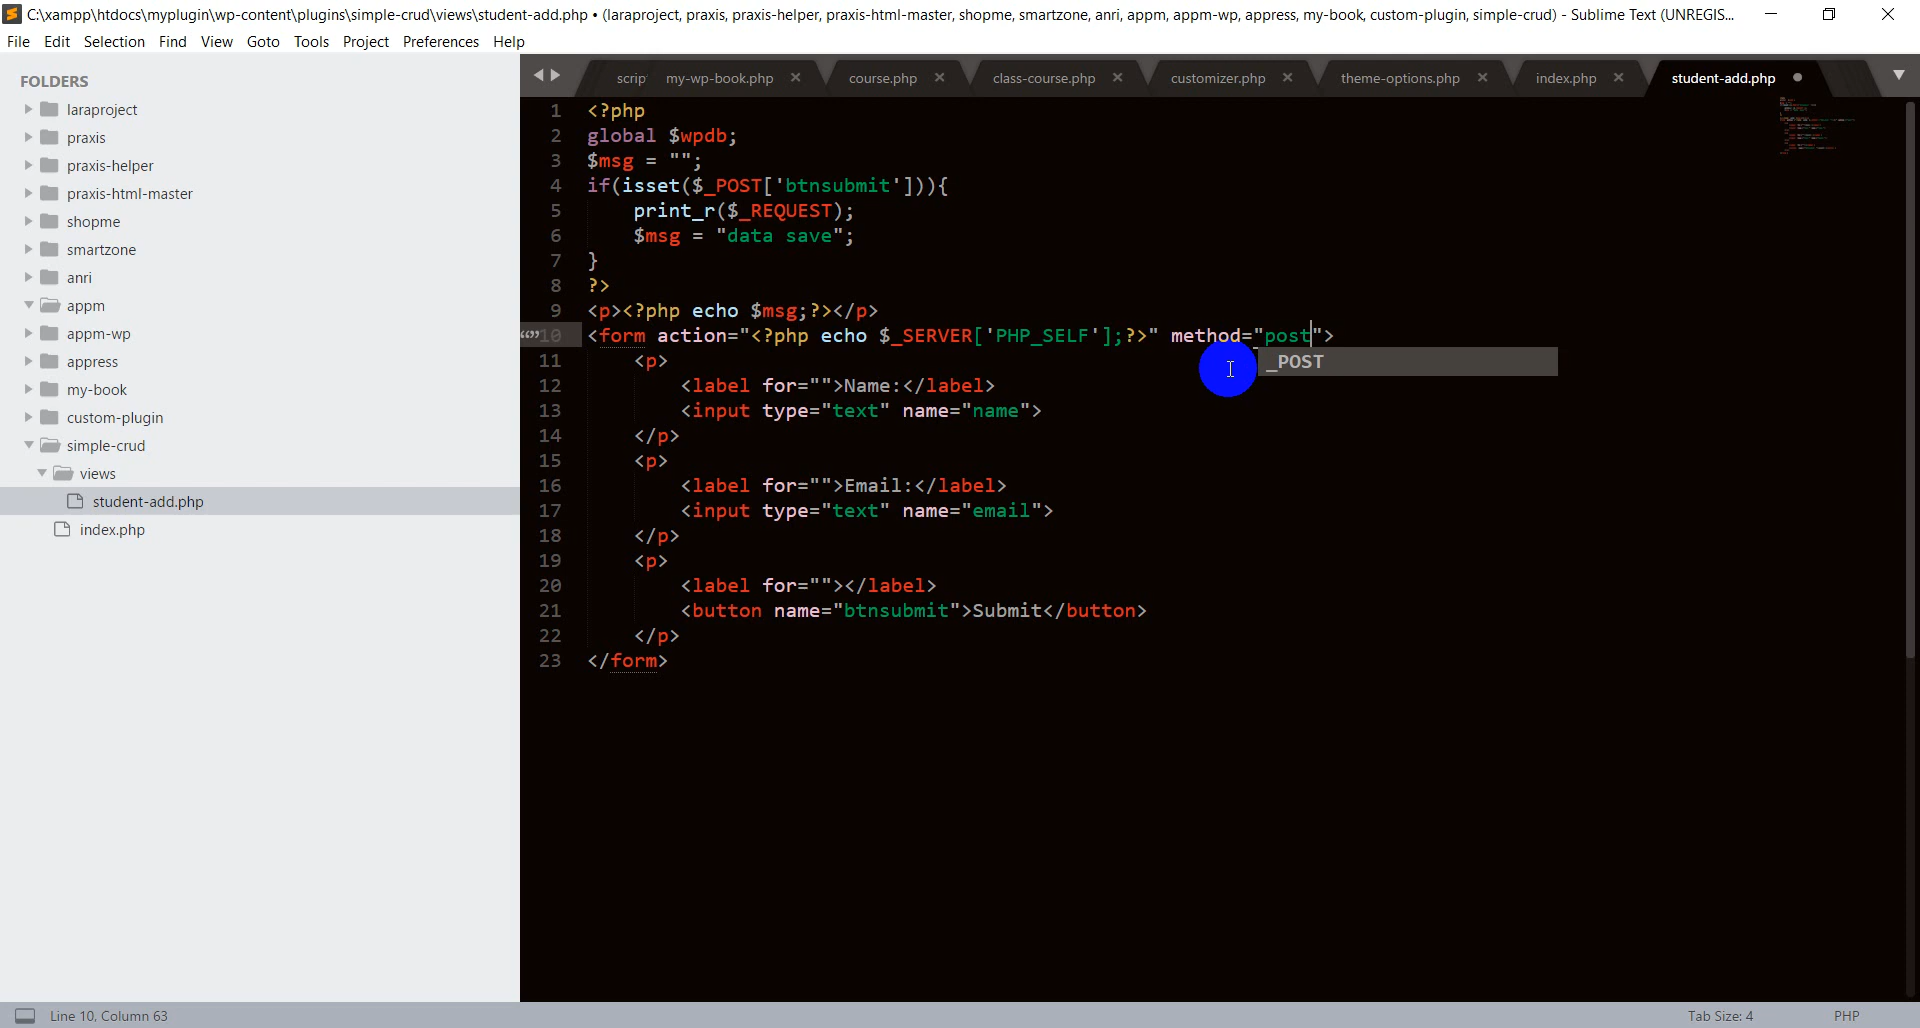 C:\xampp\htdocs\myplugin\wp-content\plugins\simple-crud\views\student-add.php • (laraproject, praxis, praxis-helper, praxis-html-master, shopme, smartzone, anri, appm, appm-wp, appress, my-book, custom-plugin, simple-crud) - Sublime Text (UNREGIS...
File Edit Selection Find View Goto Tools Project Preferences Help
FOLDERS
laraproject
praxis
praxis-helper
praxis-html-master
shopme
smartzone
anri
appm
appm-wp
appress
my-book
custom-plugin
simple-crud
views
student-add.php
index.php
scrip my-wp-book.php course.php class-course.php customizer.php theme-options.php index.php student-add.php
1 <?php
2 global $wpdb;
3 $msg = "";
4 if(isset($_POST['btnsubmit'])){
5 print_r($_REQUEST);
6 $msg = "data save";
7 }
8 ?>
9 <p><?php echo $msg;?></p>
10 <form action="<?php echo $_SERVER['PHP_SELF'];?>" method="post">
_POST
11 <p>
12 <label for="">Name:</label>
13 <input type="text" name="name">
14 </p>
15 <p>
16 <label for="">Email:</label>
17 <input type="text" name="email">
18 </p>
19 <p>
20 <label for=""></label>
21 <button name="btnsubmit">Submit</button>
22 </p>
23 </form>
Line 10, Column 63
Tab Size: 4 PHP